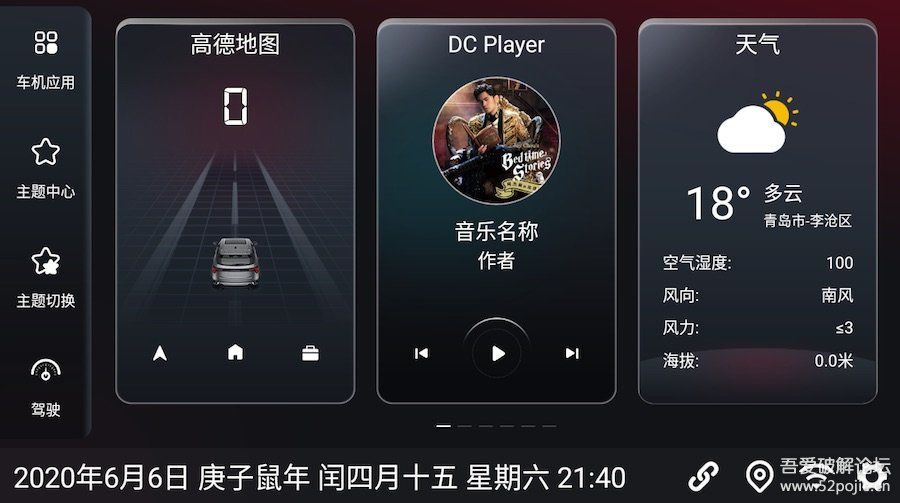 车机应用
主题中心
主题切换
驾驶
高德地图
0
DC Player
Jay Chou's
Bedtime
Stories
音乐名称
作者
天气
18°
多云
青岛市-李沧区
空气湿度: 100
风向: 南风
风力: ≤3
海拔: 0.0米
2020年6月6日 庚子鼠年 闰四月十五 星期六 21:40
吾爱破解论坛
www.52pojie.cn